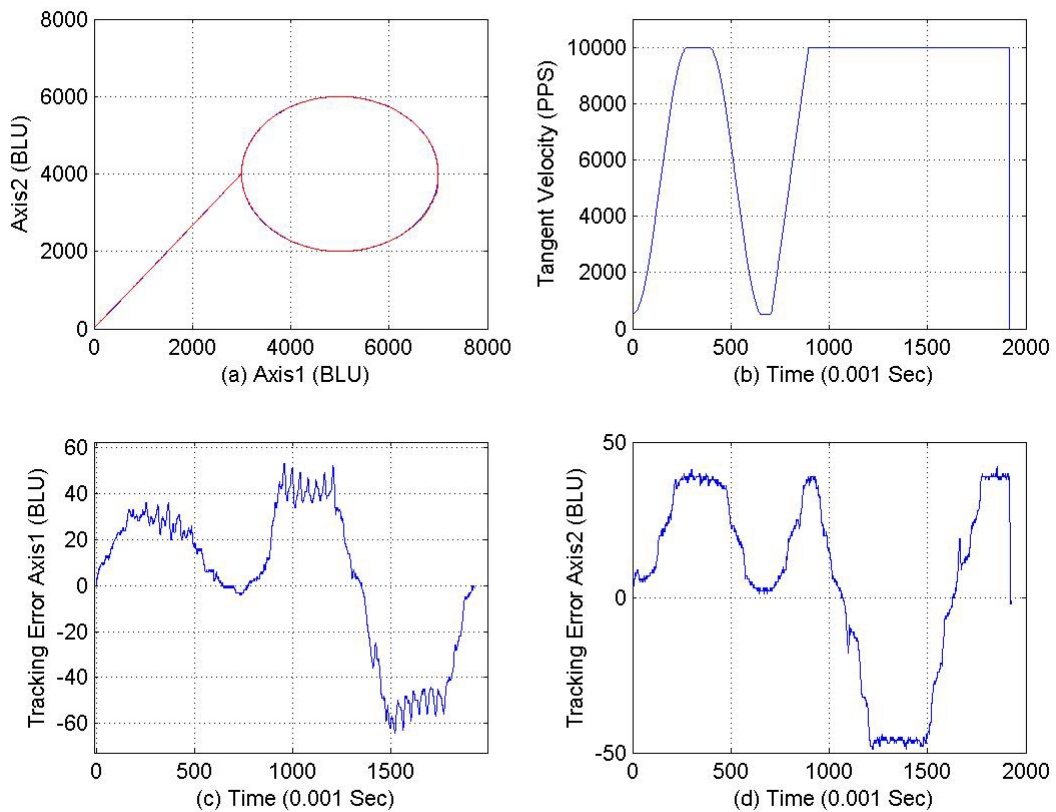 8000
6000
4000
2000
0
Axis2 (BLU)
0 2000 4000 6000 8000
(a) Axis1 (BLU)
10000
8000
6000
4000
2000
0
Tangent Velocity (PPS)
0 500 1000 1500 2000
(b) Time (0.001 Sec)
60
40
20
0
-20
-40
-60
Tracking Error Axis1 (BLU)
0 500 1000 1500
(c) Time (0.001 Sec)
50
0
-50
Tracking Error Axis2 (BLU)
0 500 1000 1500 2000
(d) Time (0.001 Sec)